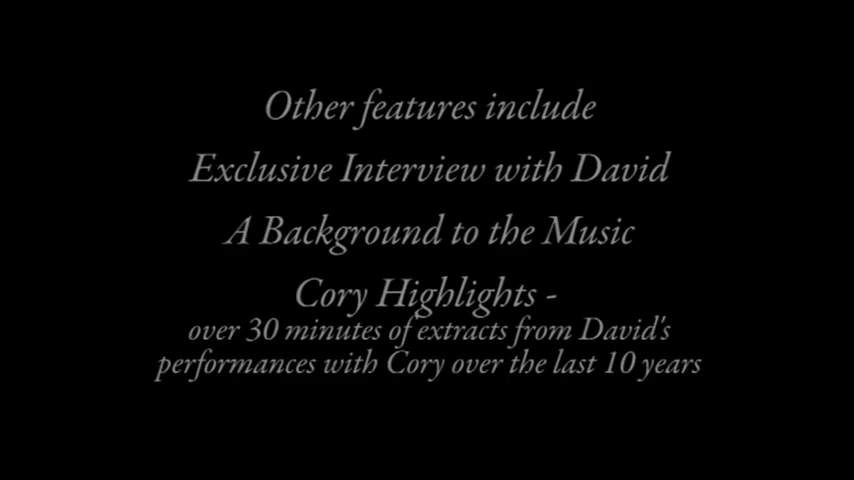 Other features include
Exclusive Interview with David
A Background to the Music
Cory Highlights -
over 30 minutes of extracts from David's
performances with Cory over the last 10 years